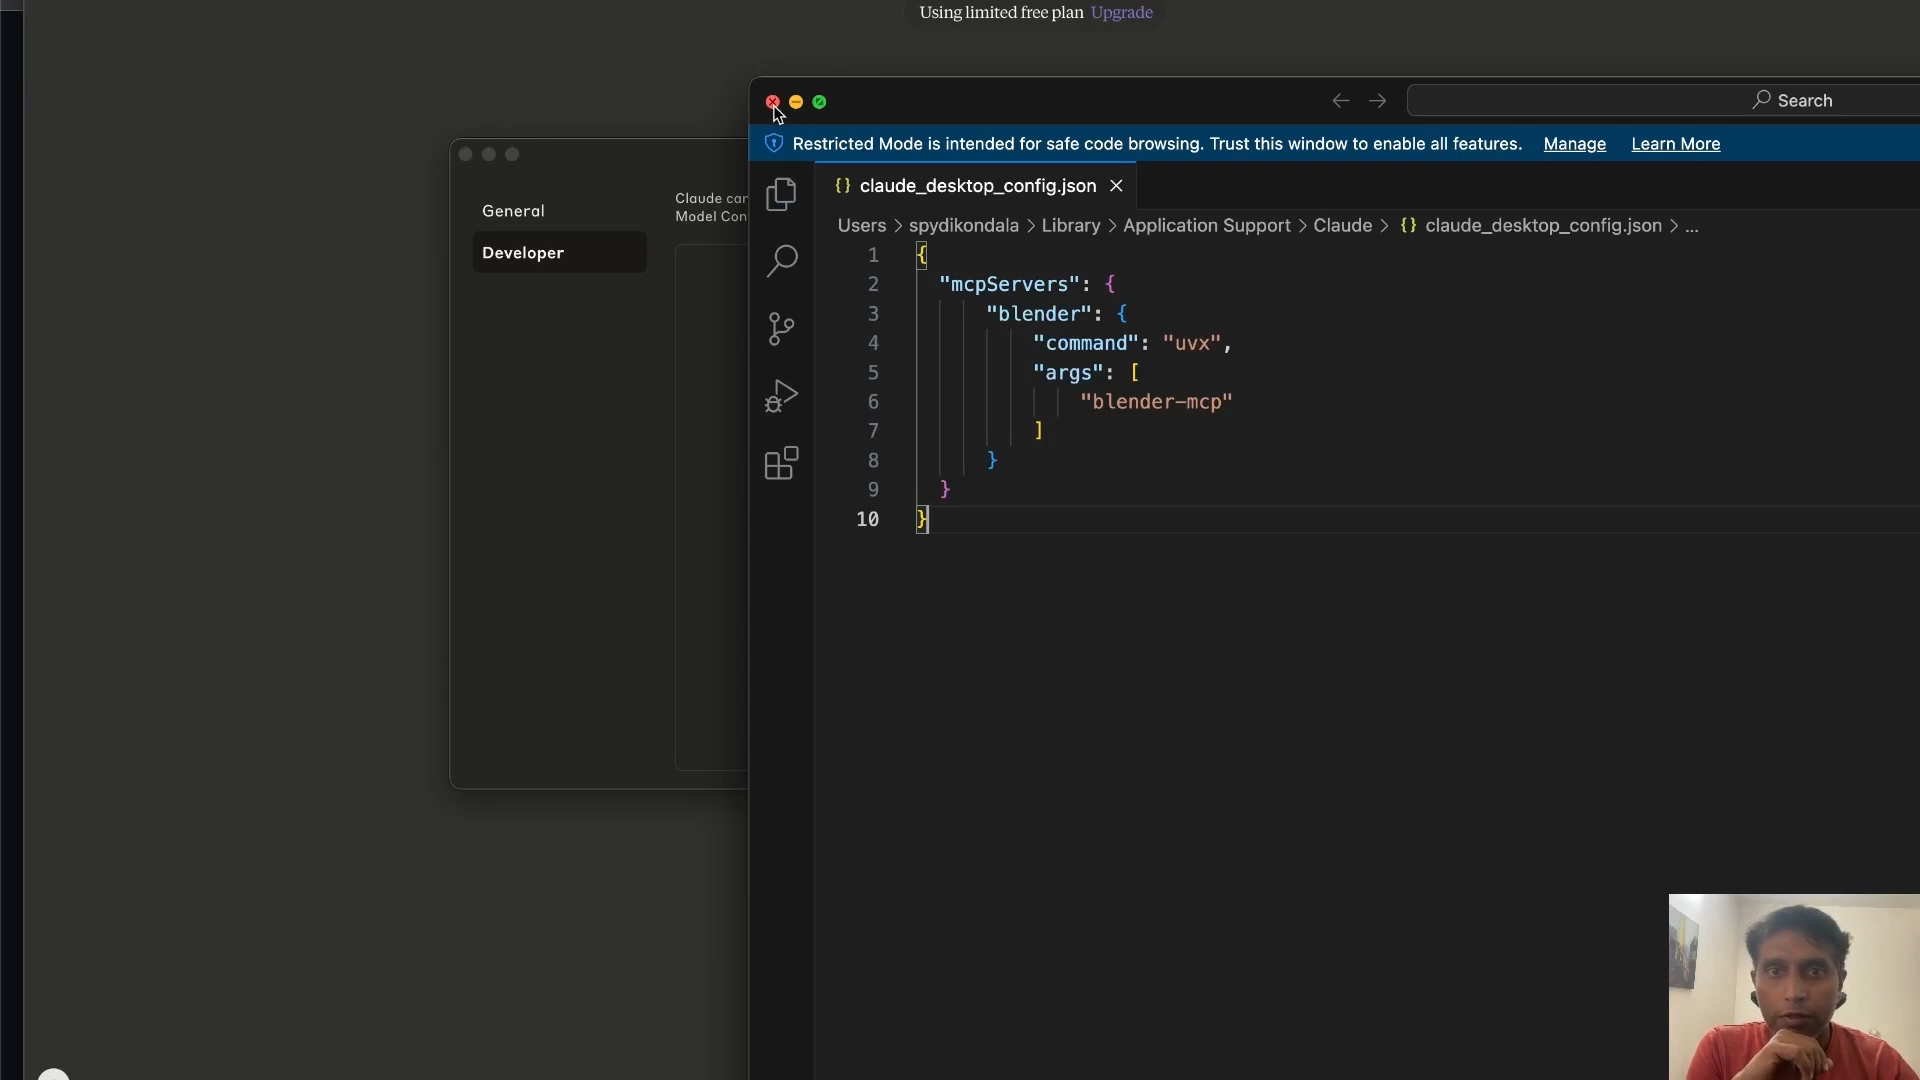 Using limited free plan Upgrade
Search
Restricted Mode is intended for safe code browsing. Trust this window to enable all features. Manage Learn More
General
Developer
Claude can
Model Con
{} claude_desktop_config.json
Users > spydikondala > Library > Application Support > Claude > {} claude_desktop_config.json > ...
1 {
2 "mcpServers": {
3 "blender": {
4 "command": "uvx",
5 "args": [
6 "blender-mcp"
7 ]
8 }
9 }
10 }